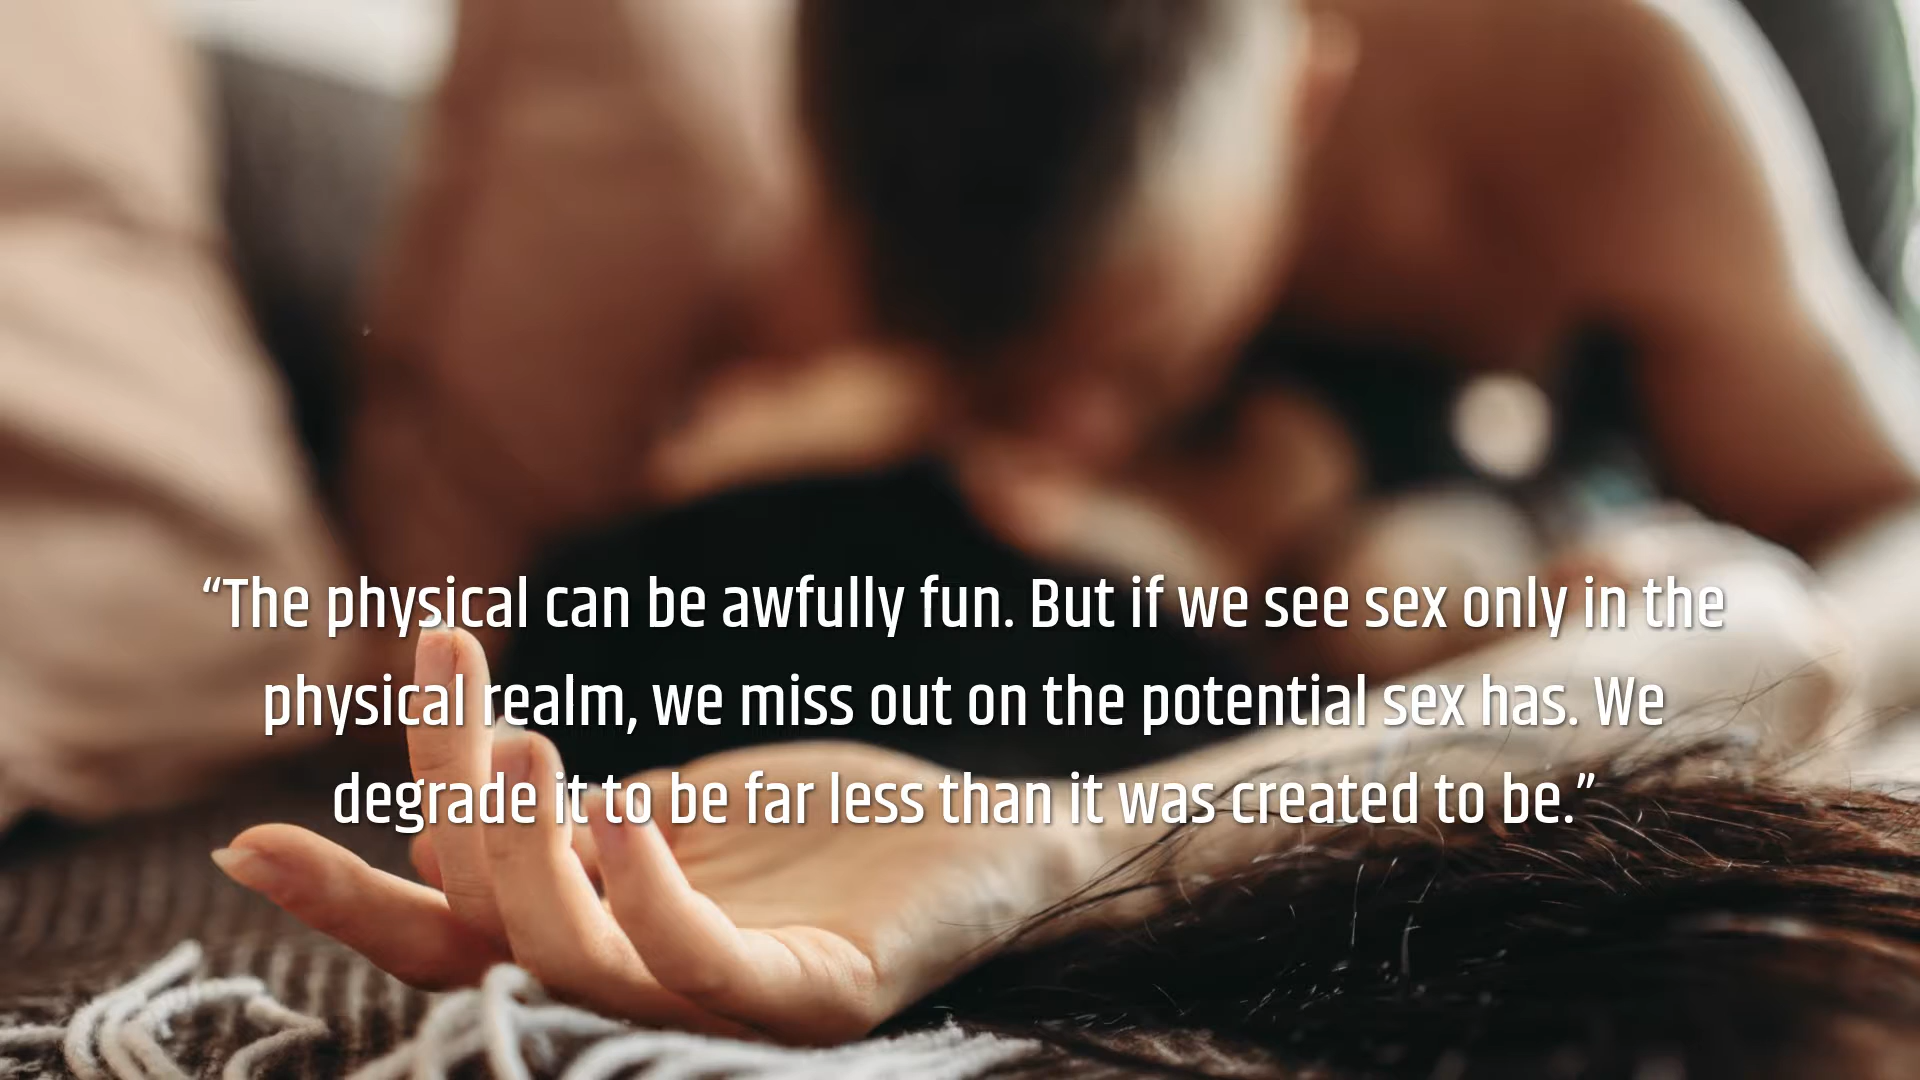 “The physical can be awfully fun. But if we see sex only in the
physical realm, we miss out on the potential sex has. We
degrade it to be far less than it was created to be.”